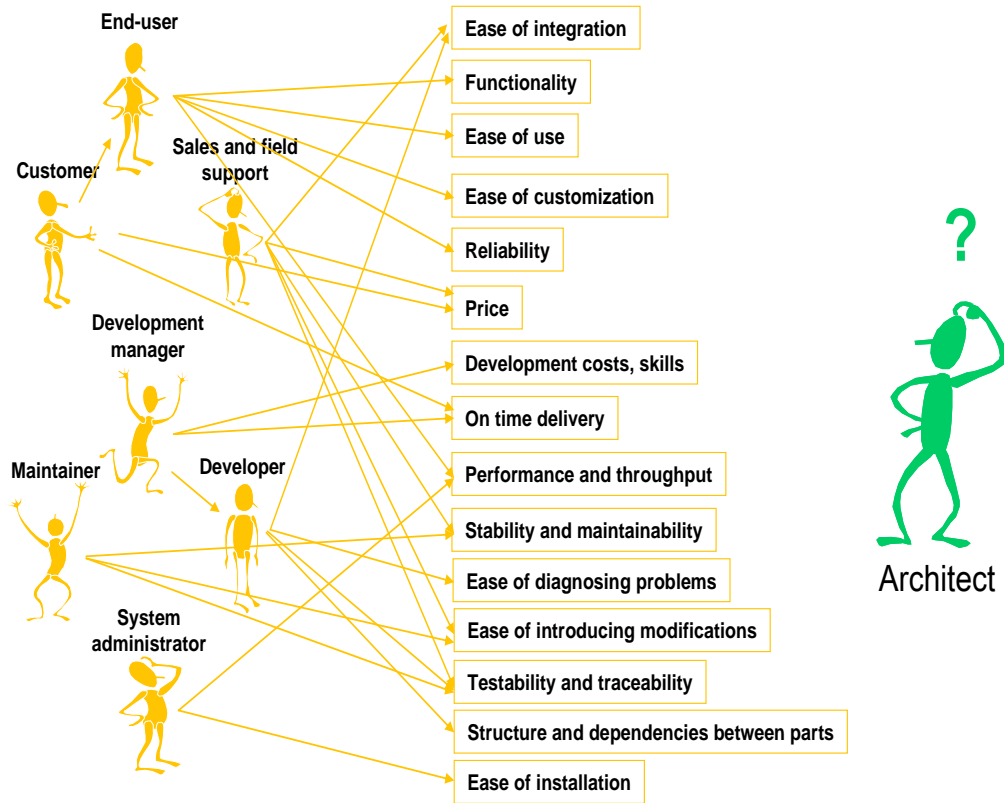 End-user
Sales and field
support
Customer
Development
manager
Maintainer
Developer
System
administrator
Ease of integration
Functionality
Ease of use
Ease of customization
Reliability
Price
Development costs, skills
On time delivery
Performance and throughput
Stability and maintainability
Ease of diagnosing problems
Ease of introducing modifications
Testability and traceability
Structure and dependencies between parts
Ease of installation
?
Architect